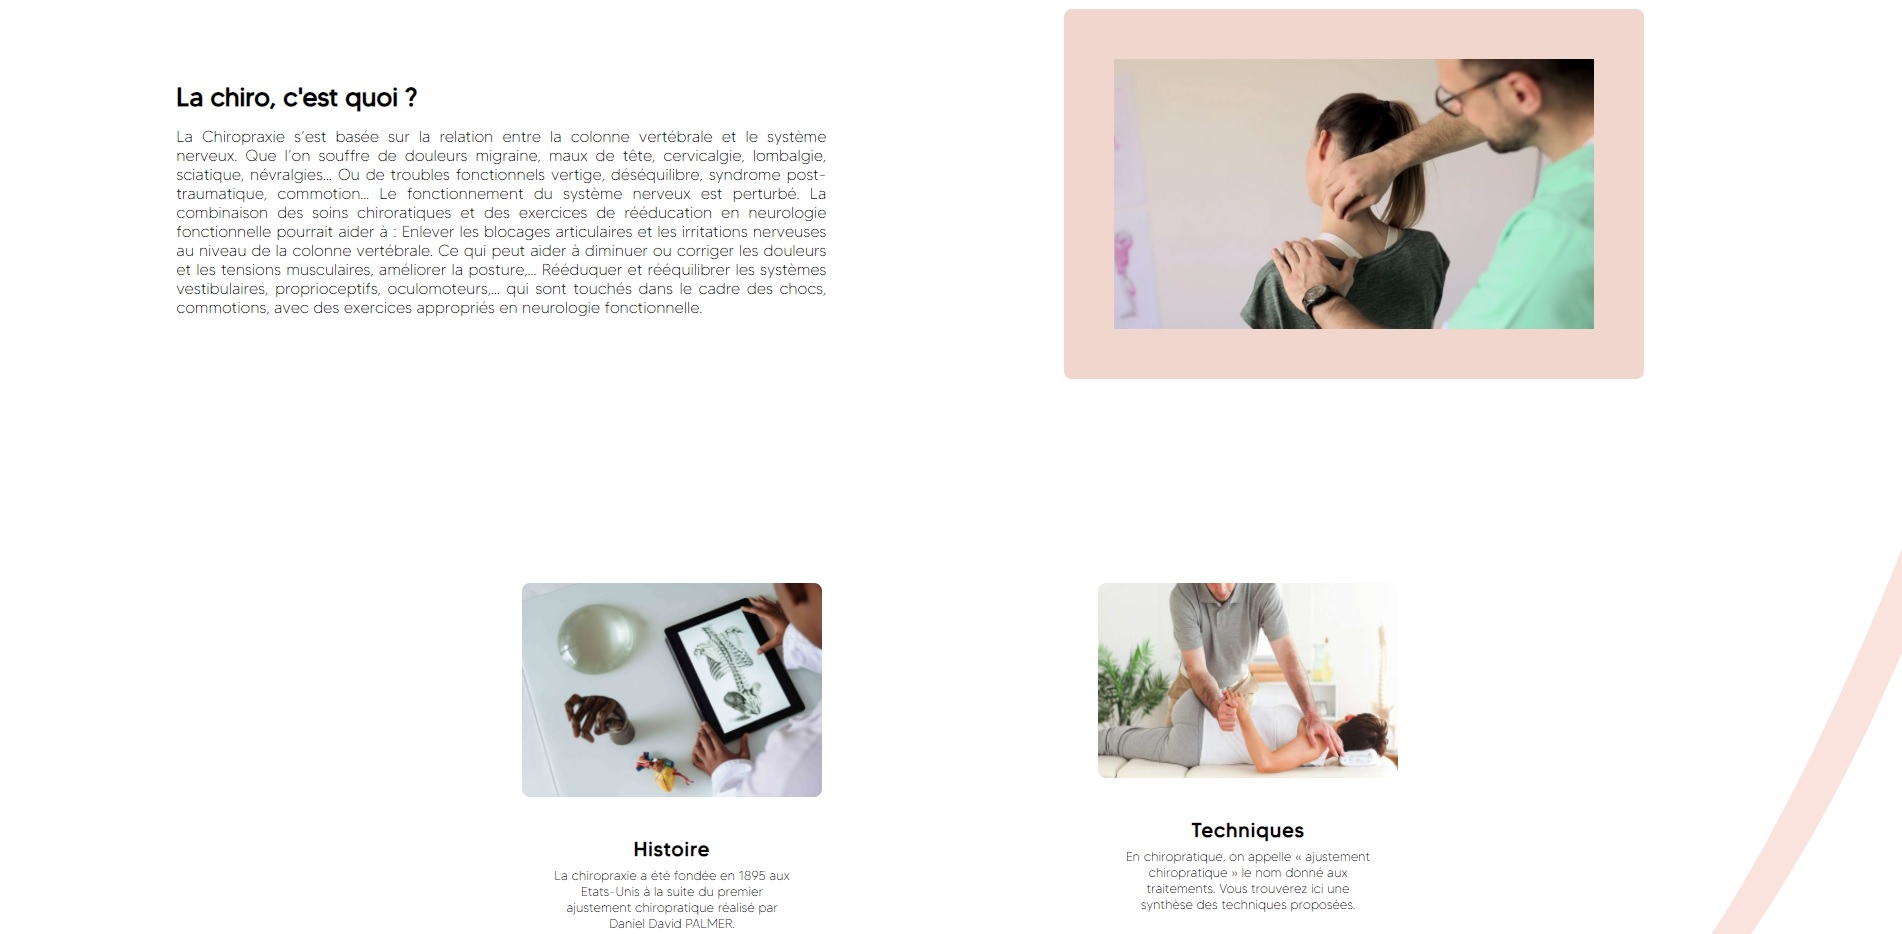 La chiro, c'est quoi ?
La Chiropraxie s’est basée sur la relation entre la colonne vertébrale et le système
nerveux. Que l’on souffre de douleurs migraine, maux de tête, cervicalgie, lombalgie,
sciatique, névralgies... Ou de troubles fonctionnels vertige, déséquilibre, syndrome post-
traumatique, commotion... Le fonctionnement du système nerveux est perturbé. La
combinaison des soins chiroratiques et des exercices de rééducation en neurologie
fonctionnelle pourrait aider à : Enlever les blocages articulaires et les irritations nerveuses
au niveau de la colonne vertébrale. Ce qui peut aider à diminuer ou corriger les douleurs
et les tensions musculaires, améliorer la posture,... Rééduquer et rééquilibrer les systèmes
vestibulaires, proprioceptifs, oculomoteurs,... qui sont touchés dans le cadre des chocs,
commotions, avec des exercices appropriés en neurologie fonctionnelle.
Histoire
La chiropraxie a été fondée en 1895 aux
Etats-Unis à la suite du premier
ajustement chiropratique réalisé par
Daniel David PALMER.
Techniques
En chiropratique, on appelle « ajustement
chiropratique » le nom donné aux
traitements. Vous trouverez ici une
synthèse des techniques proposées.